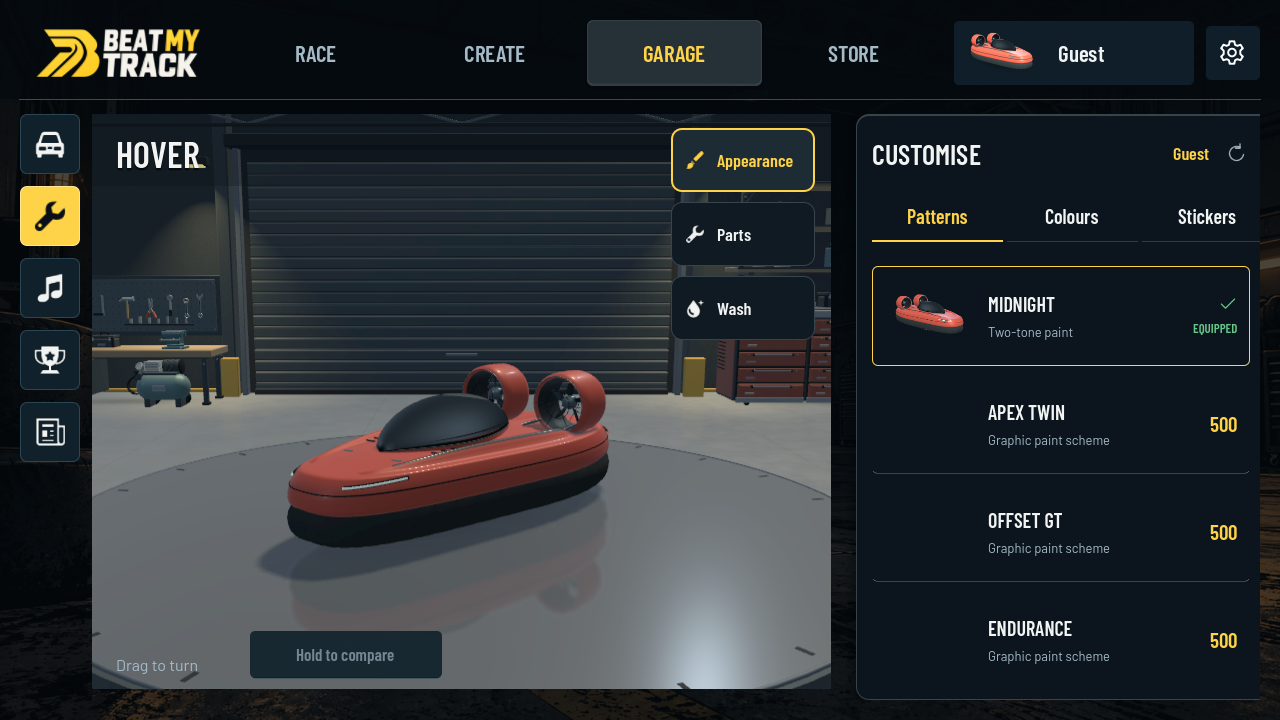 BEAT MY
TRACK
RACE
CREATE
GARAGE
STORE
Guest
HOVER
Appearance
Parts
Wash
Drag to turn
Hold to compare
CUSTOMISE
Guest
Patterns
Colours
Stickers
MIDNIGHT
Two-tone paint
EQUIPPED
APEX TWIN
Graphic paint scheme
500
OFFSET GT
Graphic paint scheme
500
ENDURANCE
Graphic paint scheme
500